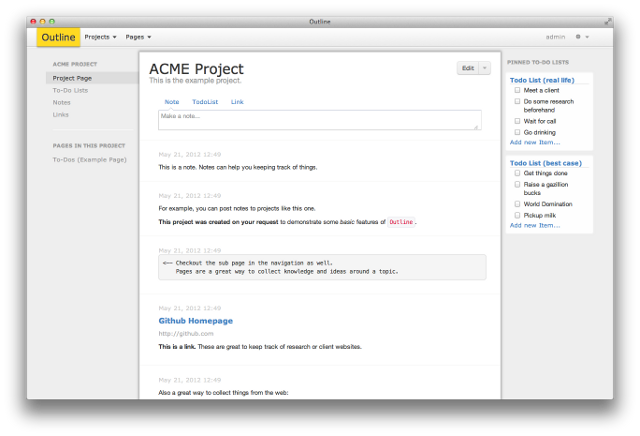 Outline
Outline
Projects
Pages
admin
ACME PROJECT
Project Page
To-Do Lists
Notes
Links
PAGES IN THIS PROJECT
To-Dos (Example Page)
ACME Project
This is the example project.
Edit
Note
TodoList
Link
Make a note...
May 21, 2012 12:49
This is a note. Notes can help you keeping track of things.
May 21, 2012 12:49
For example, you can post notes to projects like this one.
This project was created on your request to demonstrate some basic features of Outline.
May 21, 2012 12:49
<-- Checkout the sub page in the navigation as well.
Pages are a great way to collect knowledge and ideas around a topic.
May 21, 2012 12:49
Github Homepage
http://github.com
This is a link. These are great to keep track of research or client websites.
May 21, 2012 12:49
Also a great way to collect things from the web:
PINNED TO-DO LISTS
Todo List (real life)
Meet a client
Do some research
beforehand
Wait for call
Go drinking
Add new Item...
Todo List (best case)
Get things done
Raise a gazillion
bucks
World Domination
Pickup milk
Add new Item...